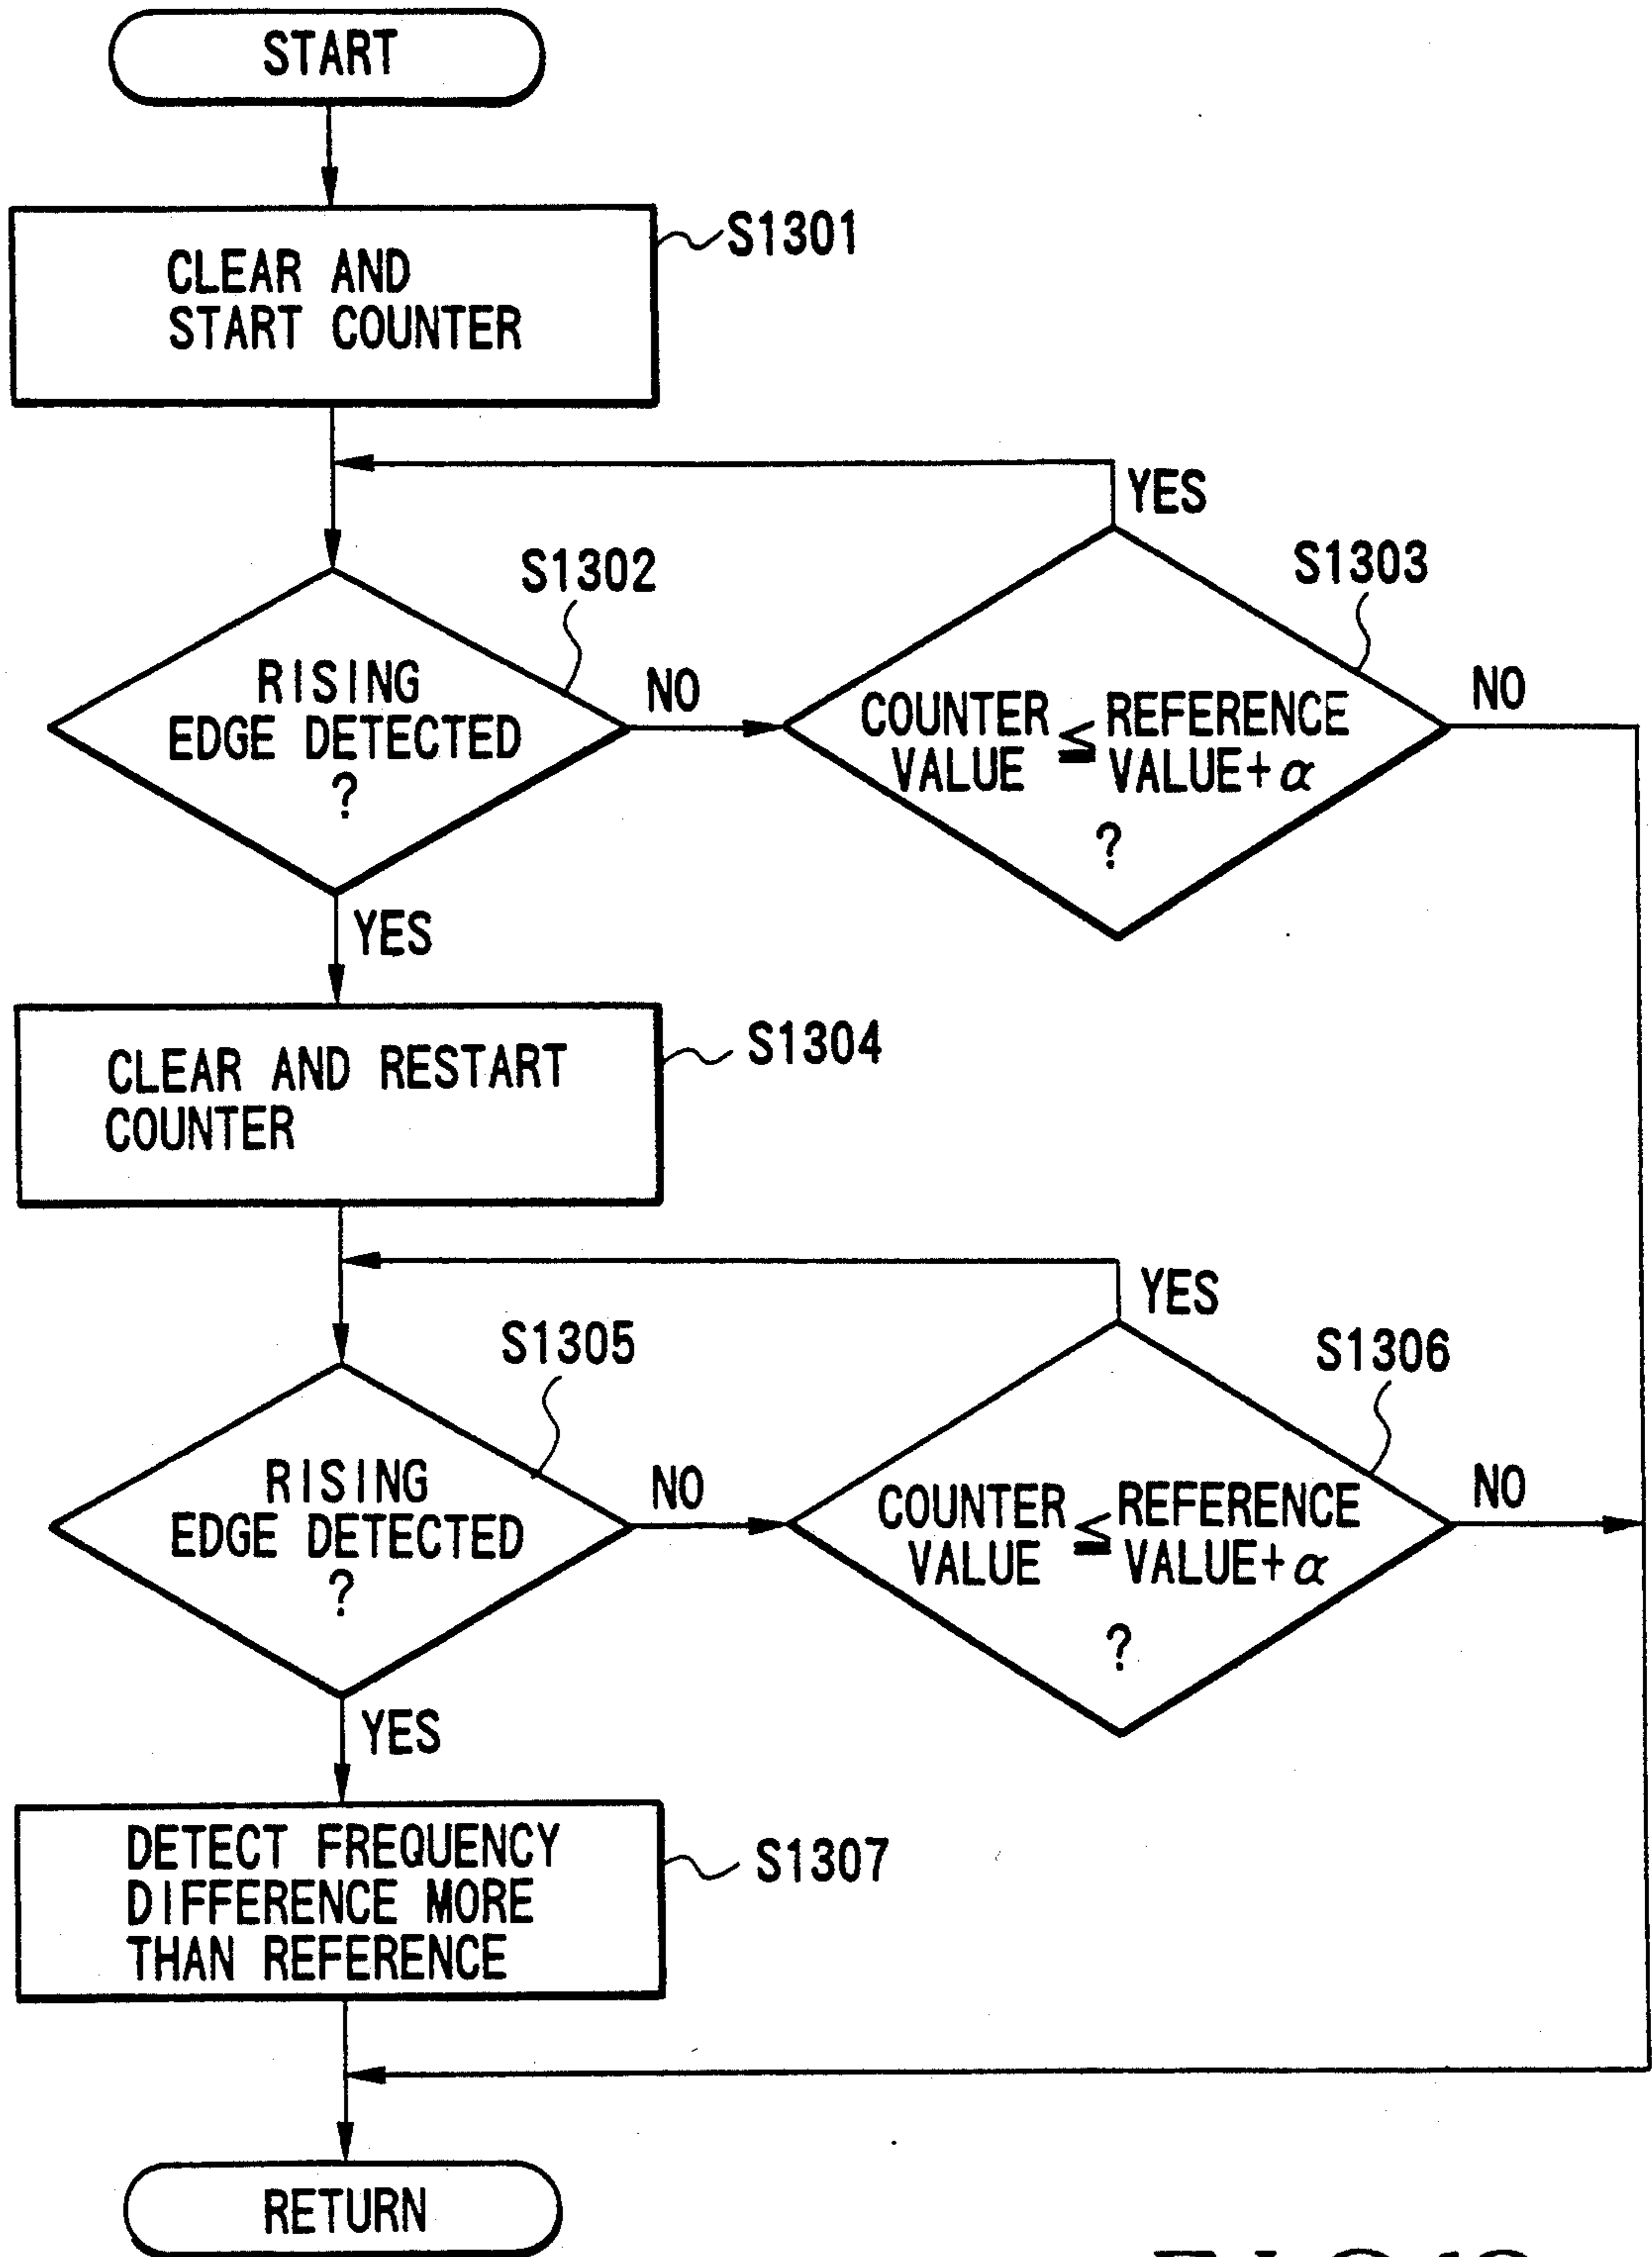 START
CLEAR AND
START COUNTER
S1301
YES
S1302
S1303
RISING
EDGE DETECTED
?
NO
COUNTER
VALUE
≦
REFERENCE
VALUE+α
?
NO
YES
CLEAR AND RESTART
COUNTER
S1304
YES
S1305
S1306
RISING
EDGE DETECTED
?
NO
COUNTER
VALUE
≦
REFERENCE
VALUE+α
?
NO
YES
DETECT FREQUENCY
DIFFERENCE MORE
THAN REFERENCE
S1307
RETURN